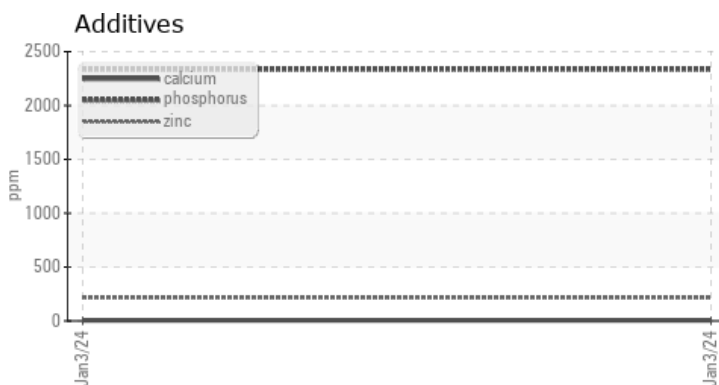 Additives
2500
2000
1500
1000
500
0
ppm
calcium
phosphorus
zinc
Jan3/24
Jan3/24